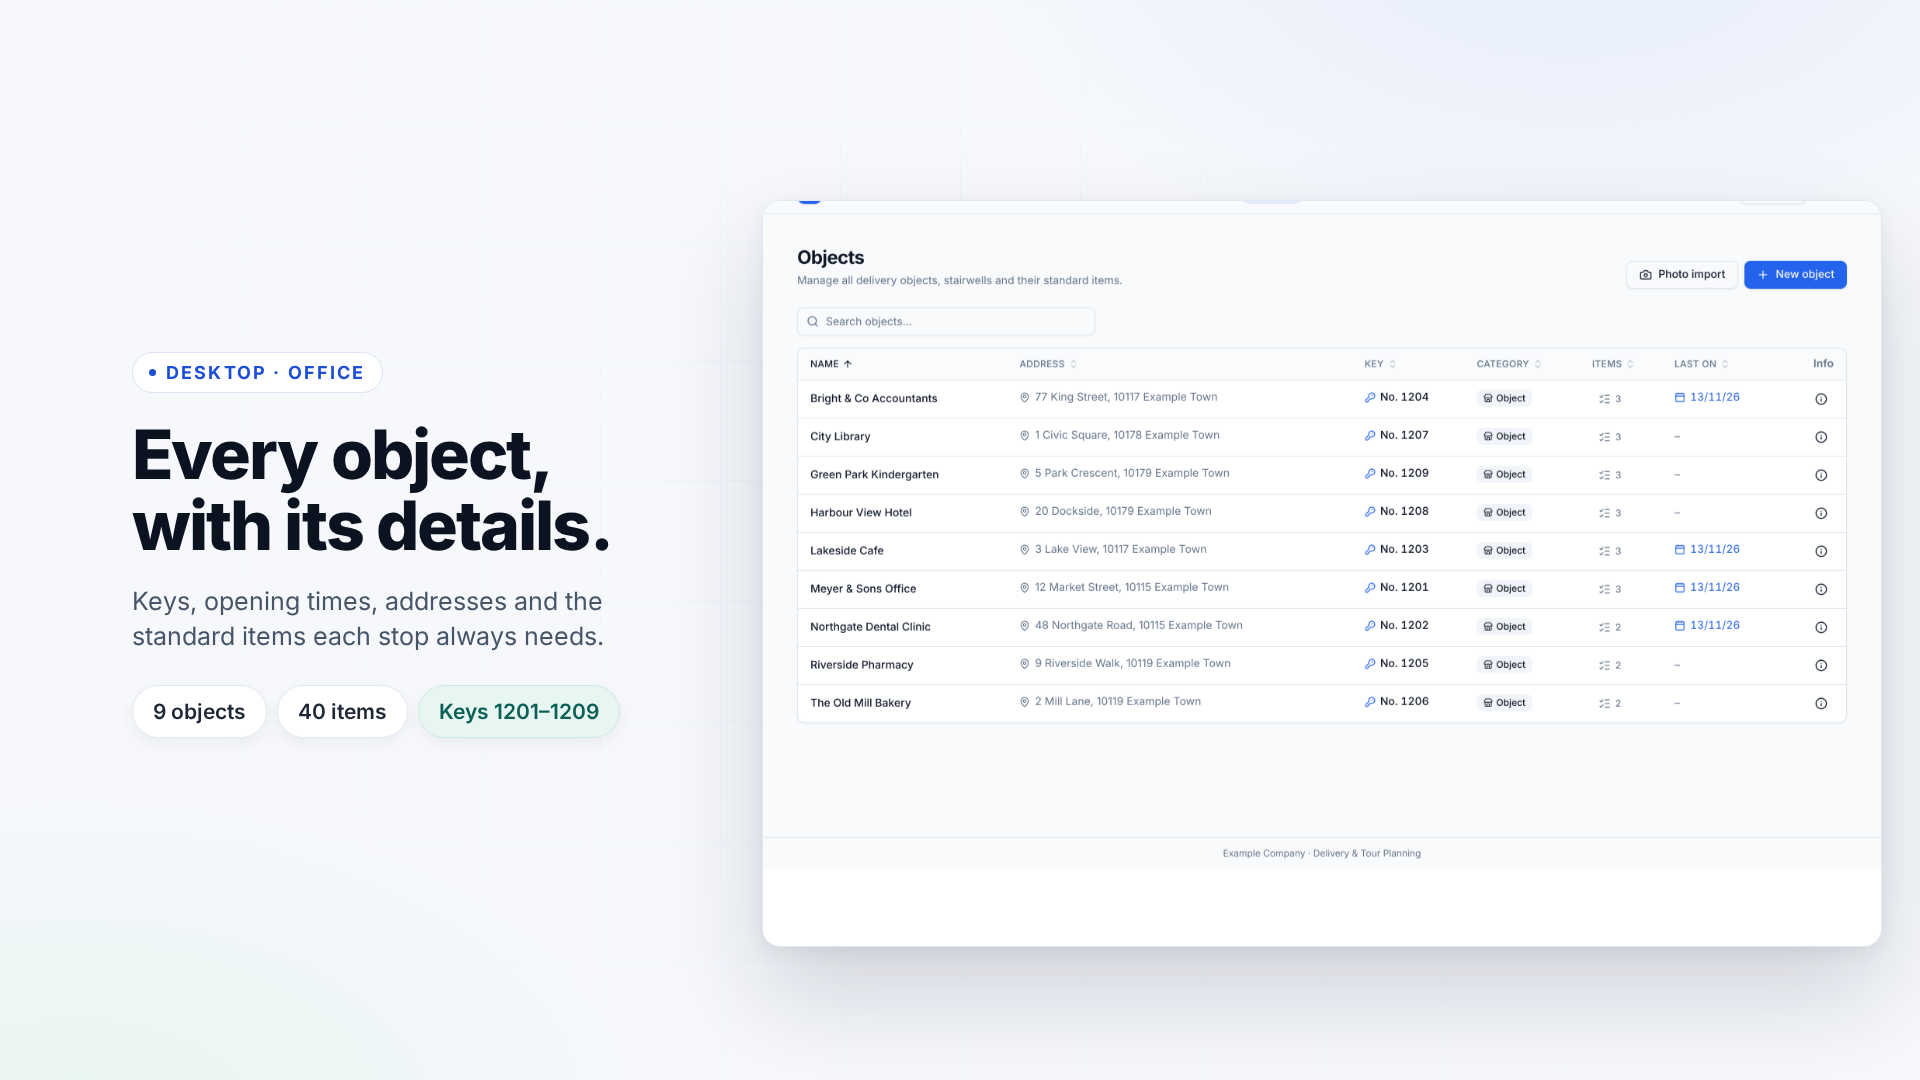 DESKTOP · OFFICE
Every object,
with its details.
Keys, opening times, addresses and the
standard items each stop always needs.
9 objects 40 items Keys 1201–1209
Objects
Manage all delivery objects, stairwells and their standard items.
Photo import New object
Search objects...
NAME ADDRESS KEY CATEGORY ITEMS LAST ON Info
Bright & Co Accountants 77 King Street, 10117 Example Town No. 1204 Object 3 13/11/26
City Library 1 Civic Square, 10178 Example Town No. 1207 Object 3 –
Green Park Kindergarten 5 Park Crescent, 10179 Example Town No. 1209 Object 3 –
Harbour View Hotel 20 Dockside, 10179 Example Town No. 1208 Object 3 –
Lakeside Cafe 3 Lake View, 10117 Example Town No. 1203 Object 3 13/11/26
Meyer & Sons Office 12 Market Street, 10115 Example Town No. 1201 Object 3 13/11/26
Northgate Dental Clinic 48 Northgate Road, 10115 Example Town No. 1202 Object 2 13/11/26
Riverside Pharmacy 9 Riverside Walk, 10119 Example Town No. 1205 Object 2 –
The Old Mill Bakery 2 Mill Lane, 10119 Example Town No. 1206 Object 2 –
Example Company · Delivery & Tour Planning